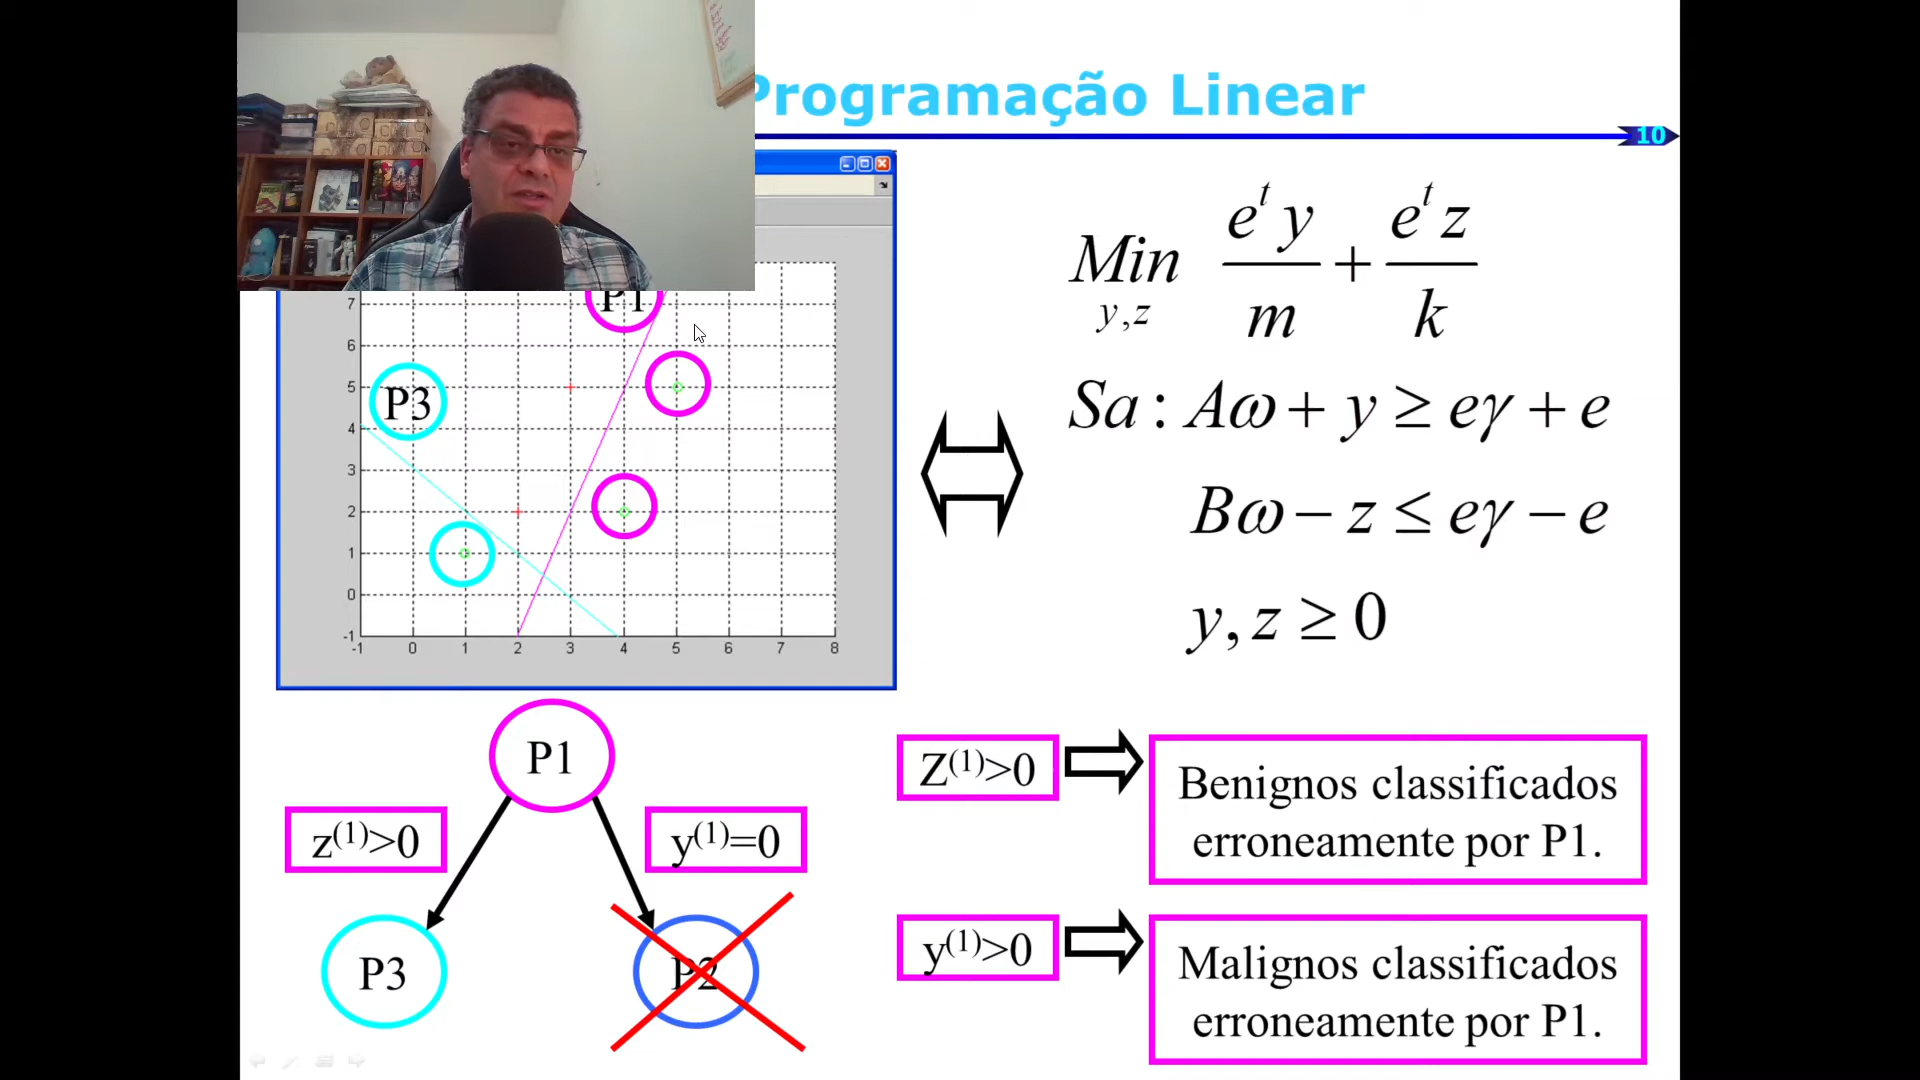 Programação Linear
10
P1
7
6
5
4
3
2
1
0
-1
-1 0 1 2 3 4 5 6 7 8
P3
Min e^t y / m + e^t z / k
y,z
Sa : Aω + y ≥ eγ + e
Bω − z ≤ eγ − e
y, z ≥ 0
P1
z(1)>0
y(1)=0
P3
P2
Z(1)>0
Benignos classificados
erroneamente por P1.
y(1)>0
Malignos classificados
erroneamente por P1.